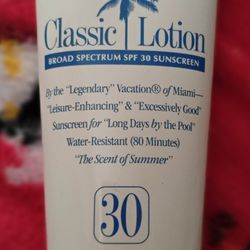 Classic Lotion
BROAD SPECTRUM SPF 30 SUNSCREEN
By the "Legendary" Vacation® of Miami—
"Leisure-Enhancing" & "Excessively Good"
Sunscreen for "Long Days by the Pool"
Water-Resistant (80 Minutes)
"The Scent of Summer"
30